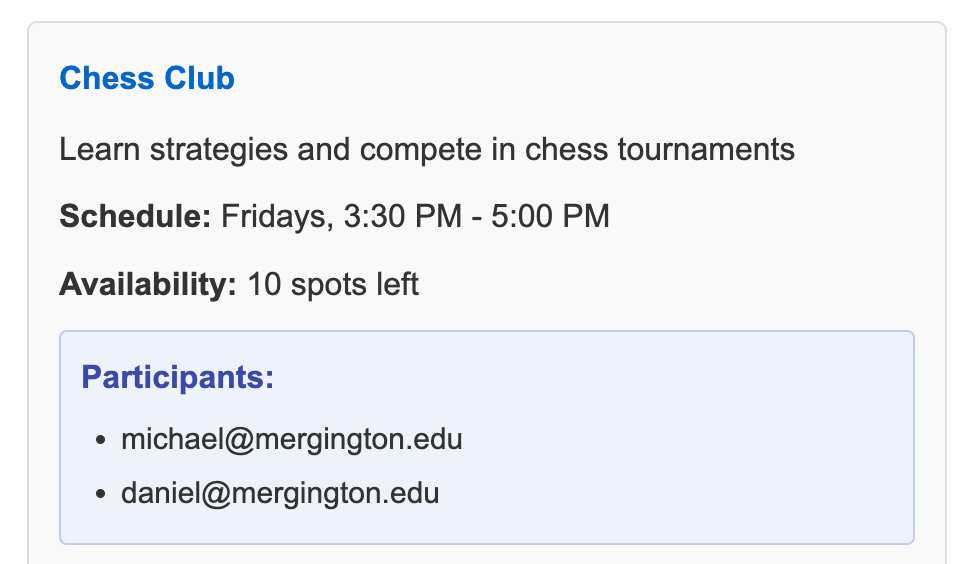 Chess Club
Learn strategies and compete in chess tournaments
Schedule: Fridays, 3:30 PM - 5:00 PM
Availability: 10 spots left
Participants:
• michael@mergington.edu
• daniel@mergington.edu